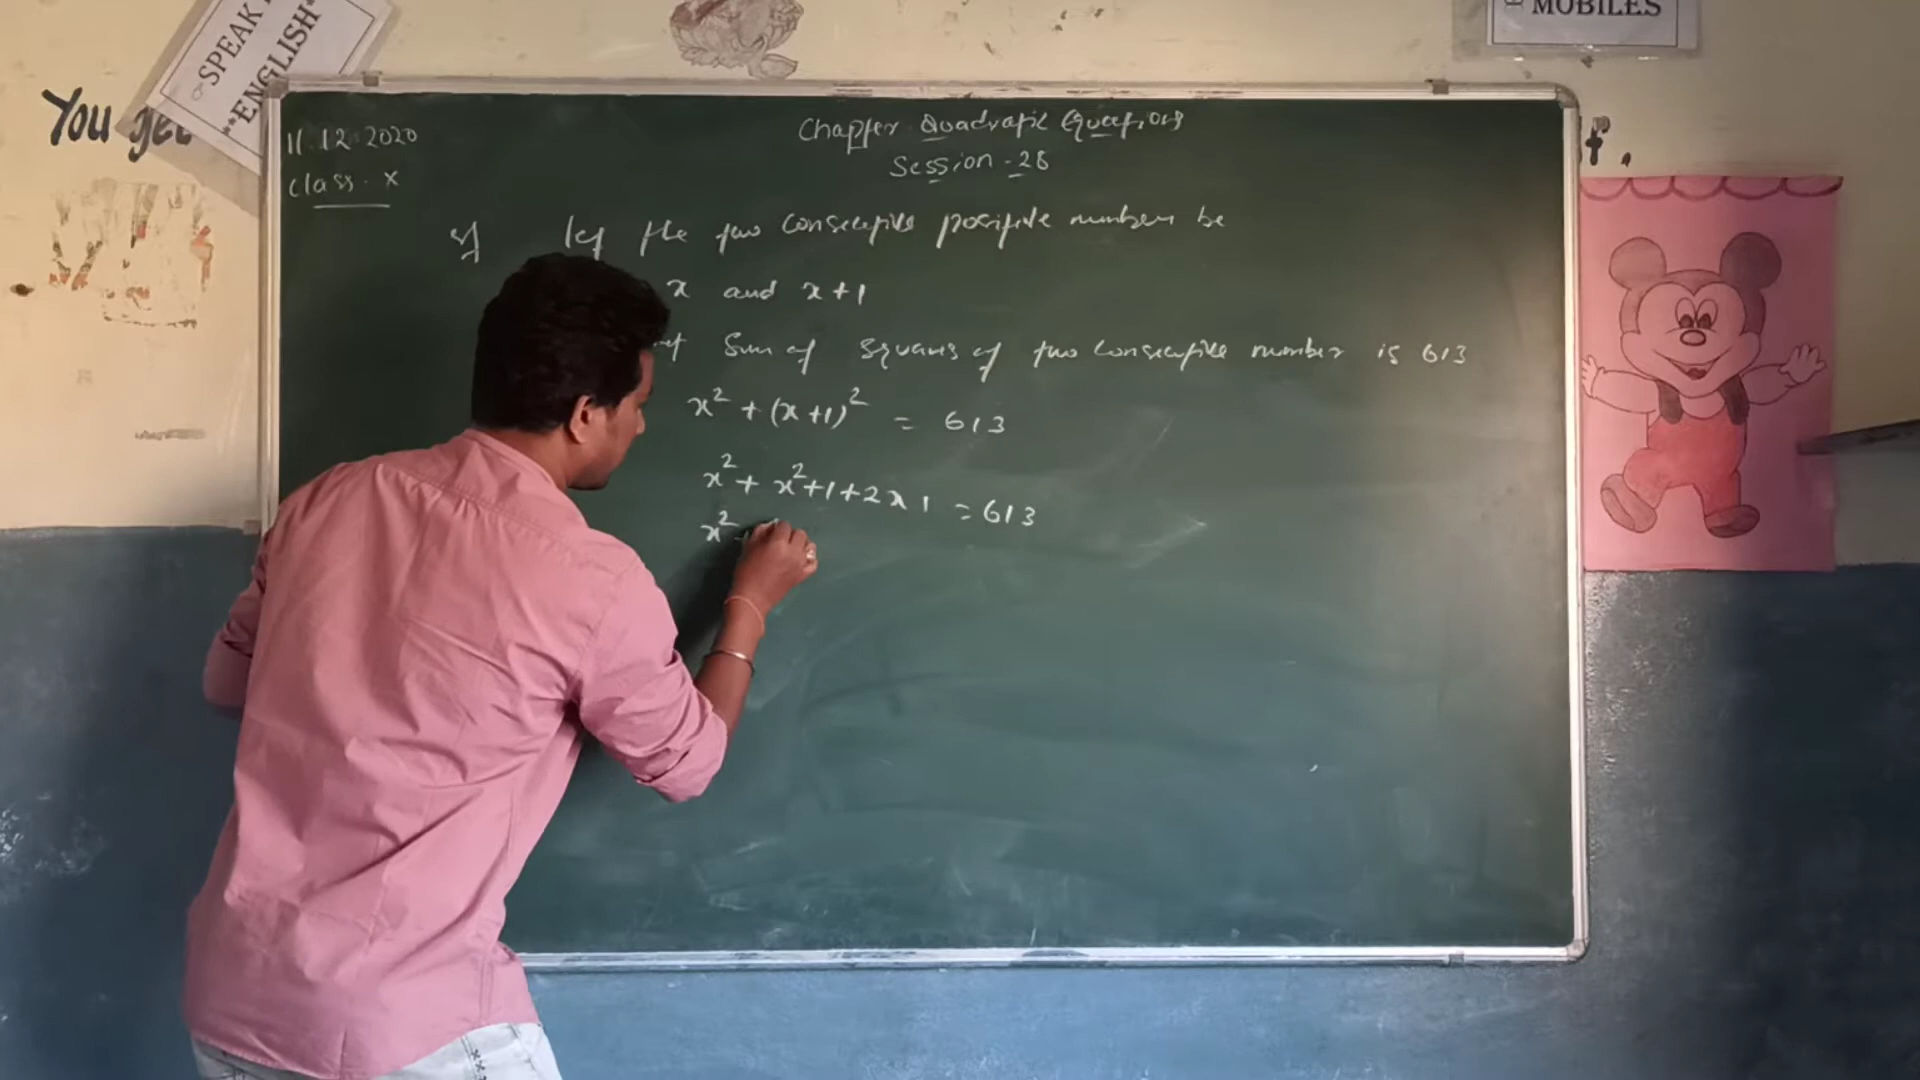 SPEAK
"ENGLISH"
MOBILES
You get
11.12.2020
Class - X
Chapter Quadratic Equations
Session - 28
let the two consecutive positive numbers be
x and x+1
Sum of squares of two consecutive number is 613
x² + (x+1)² = 613
x² + x²+1+2x1 = 613
x² +